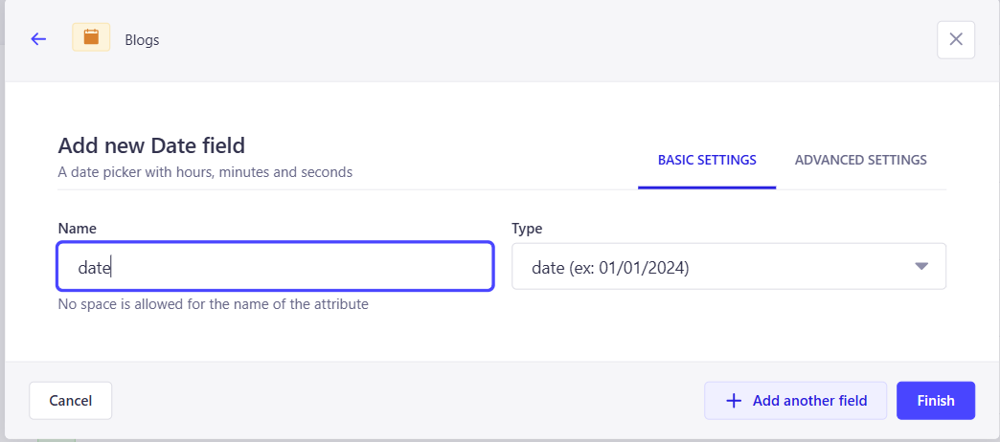 Blogs
Add new Date field
A date picker with hours, minutes and seconds
BASIC SETTINGS
ADVANCED SETTINGS
Name
Type
date
date (ex: 01/01/2024)
No space is allowed for the name of the attribute
Cancel
Add another field
Finish